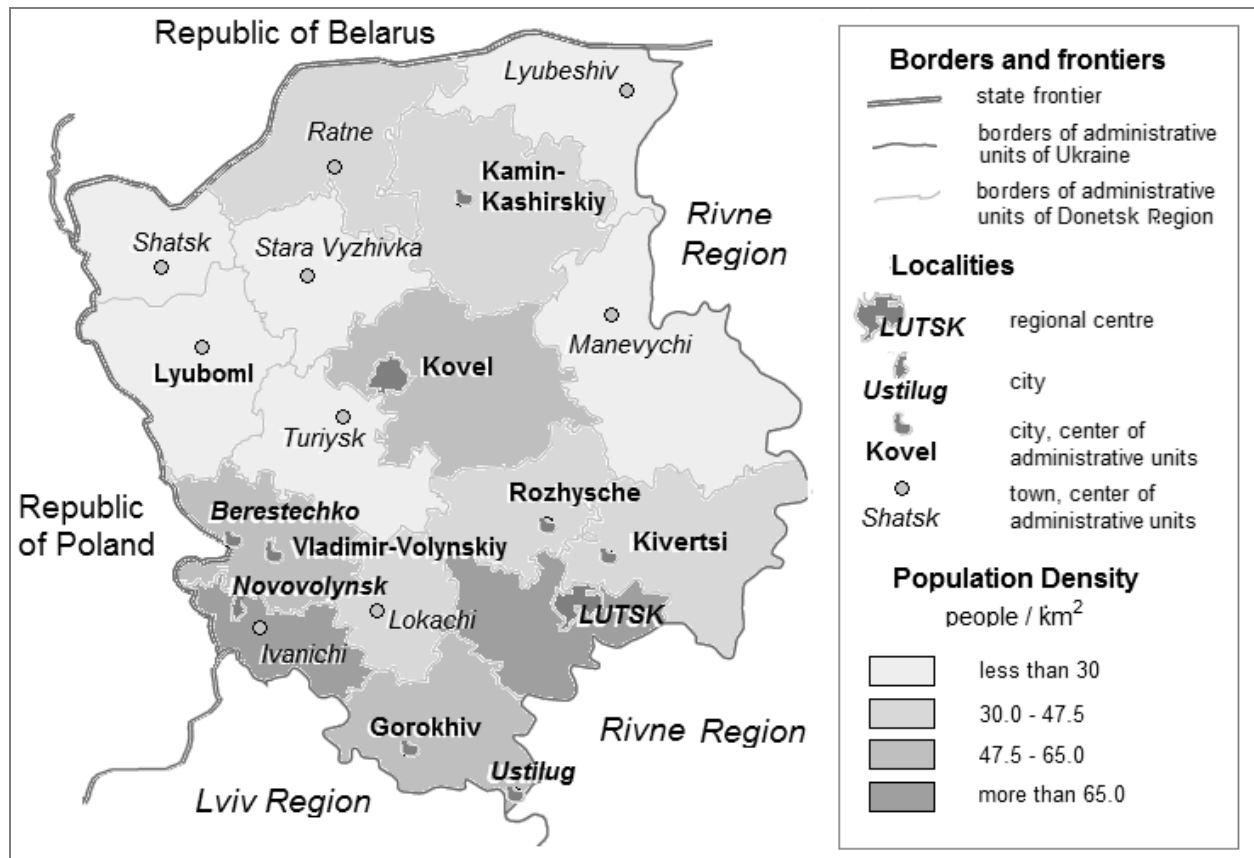 Republic of Belarus
Lyubeshiv
Ratne
Kamin-
Kashirskiy
Rivne
Region
Shatsk
Stara Vyzhivka
Manevychi
Lyuboml
Kovel
Turiysk
Republic
of Poland
Rozhysche
Berestechko
Kivertsi
Vladimir-Volynskiy
Novovolynsk
Lokachi
LUTSK
Ivanichi
Gorokhiv
Rivne Region
Ustilug
Lviv Region
Borders and frontiers
state frontier
borders of administrative
units of Ukraine
borders of administrative
units of Donetsk Region
Localities
LUTSK
regional centre
Ustilug
city
Kovel
city, center of
administrative units
Shatsk
town, center of
administrative units
Population Density
people / km²
less than 30
30.0 - 47.5
47.5 - 65.0
more than 65.0